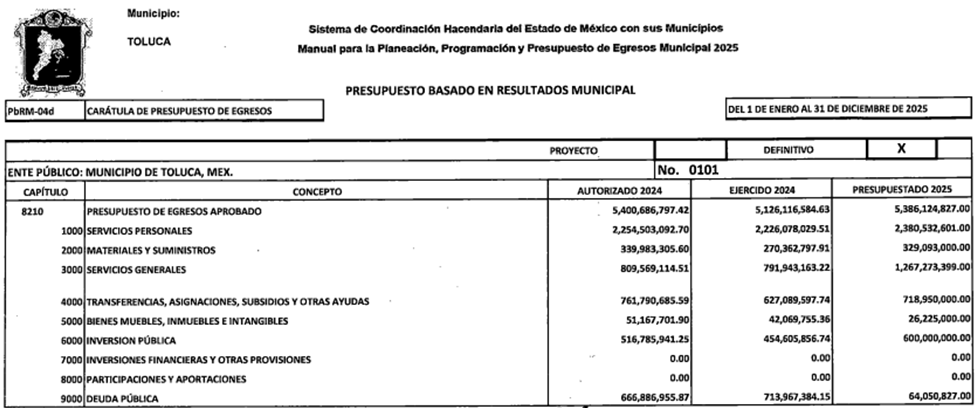 Municipio:
TOLUCA
Sistema de Coordinación Hacendaria del Estado de México con sus Municipios
Manual para la Planeación, Programación y Presupuesto de Egresos Municipal 2025
PRESUPUESTO BASADO EN RESULTADOS MUNICIPAL
PbRM-04d CARÁTULA DE PRESUPUESTO DE EGRESOS DEL 1 DE ENERO AL 31 DE DICIEMBRE DE 2025
PROYECTO DEFINITIVO X
ENTE PÚBLICO: MUNICIPIO DE TOLUCA, MEX. No. 0101
CAPÍTULO CONCEPTO AUTORIZADO 2024 EJERCIDO 2024 PRESUPUESTADO 2025
8210 PRESUPUESTO DE EGRESOS APROBADO 5,400,686,797.42 5,126,116,584.63 5,386,124,827.00
1000 SERVICIOS PERSONALES 2,254,503,092.70 2,226,078,029.51 2,380,532,601.00
2000 MATERIALES Y SUMINISTROS 339,983,305.60 270,362,797.91 329,093,000.00
3000 SERVICIOS GENERALES 809,569,114.51 791,943,163.22 1,267,273,399.00
4000 TRANSFERENCIAS, ASIGNACIONES, SUBSIDIOS Y OTRAS AYUDAS 761,790,685.59 627,089,597.74 718,950,000.00
5000 BIENES MUEBLES, INMUEBLES E INTANGIBLES 51,167,701.90 42,069,755.36 26,225,000.00
6000 INVERSION PÚBLICA 516,785,941.25 454,605,856.74 600,000,000.00
7000 INVERSIONES FINANCIERAS Y OTRAS PROVISIONES 0.00 0.00 0.00
8000 PARTICIPACIONES Y APORTACIONES 0.00 0.00 0.00
9000 DEUDA PÚBLICA 666,886,955.87 713,967,384.15 64,050,827.00